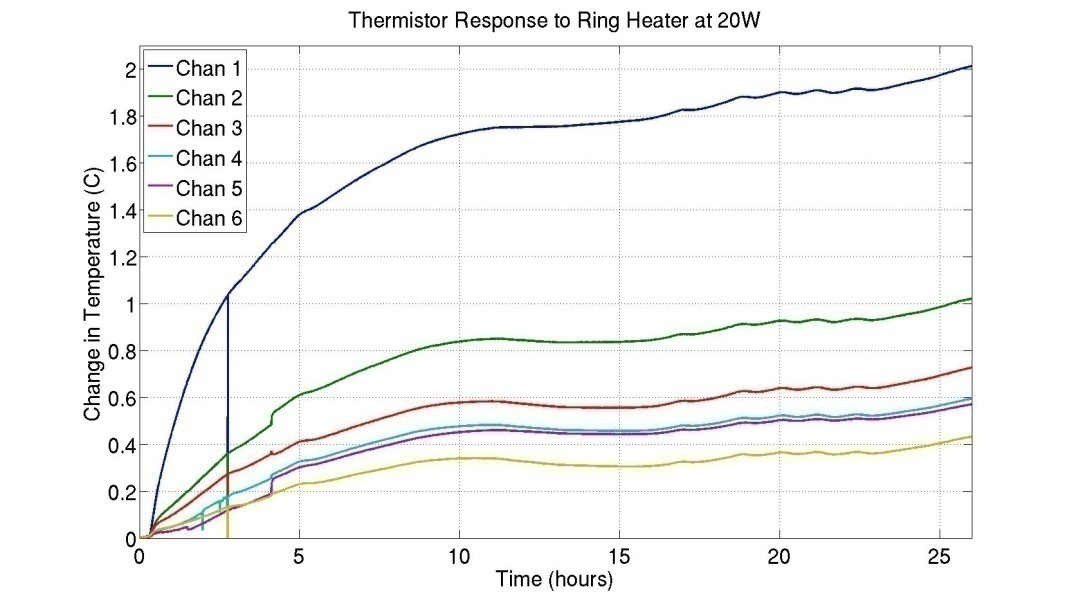 Thermistor Response to Ring Heater at 20W
Change in Temperature (C)
2
1.8
1.6
1.4
1.2
1
0.8
0.6
0.4
0.2
0
Chan 1
Chan 2
Chan 3
Chan 4
Chan 5
Chan 6
0 5 10 15 20 25
Time (hours)